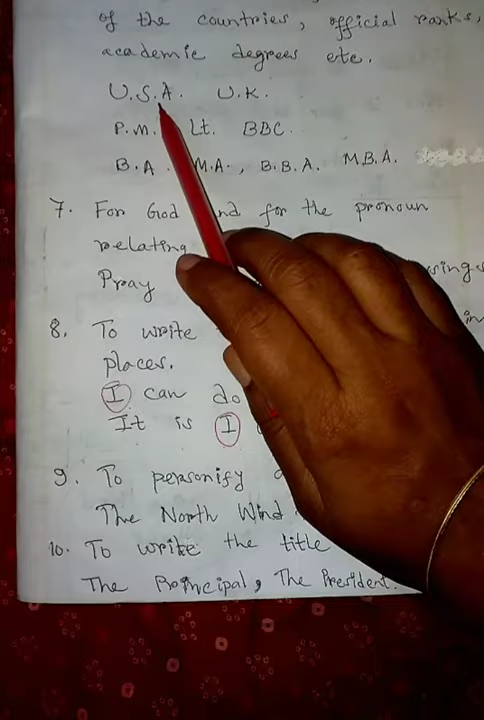 of the countries, official ranks,
academic degrees etc.
U.S.A. U.K.
P.M. Lt. BBC.
B.A. M.A., B.B.A. M.B.A.
7. For God and for the pronoun
relating
Pray
8. To write
places.
I can do
It is I
9. To personify
The North Wind
10. To write the title
The Principal, The President.